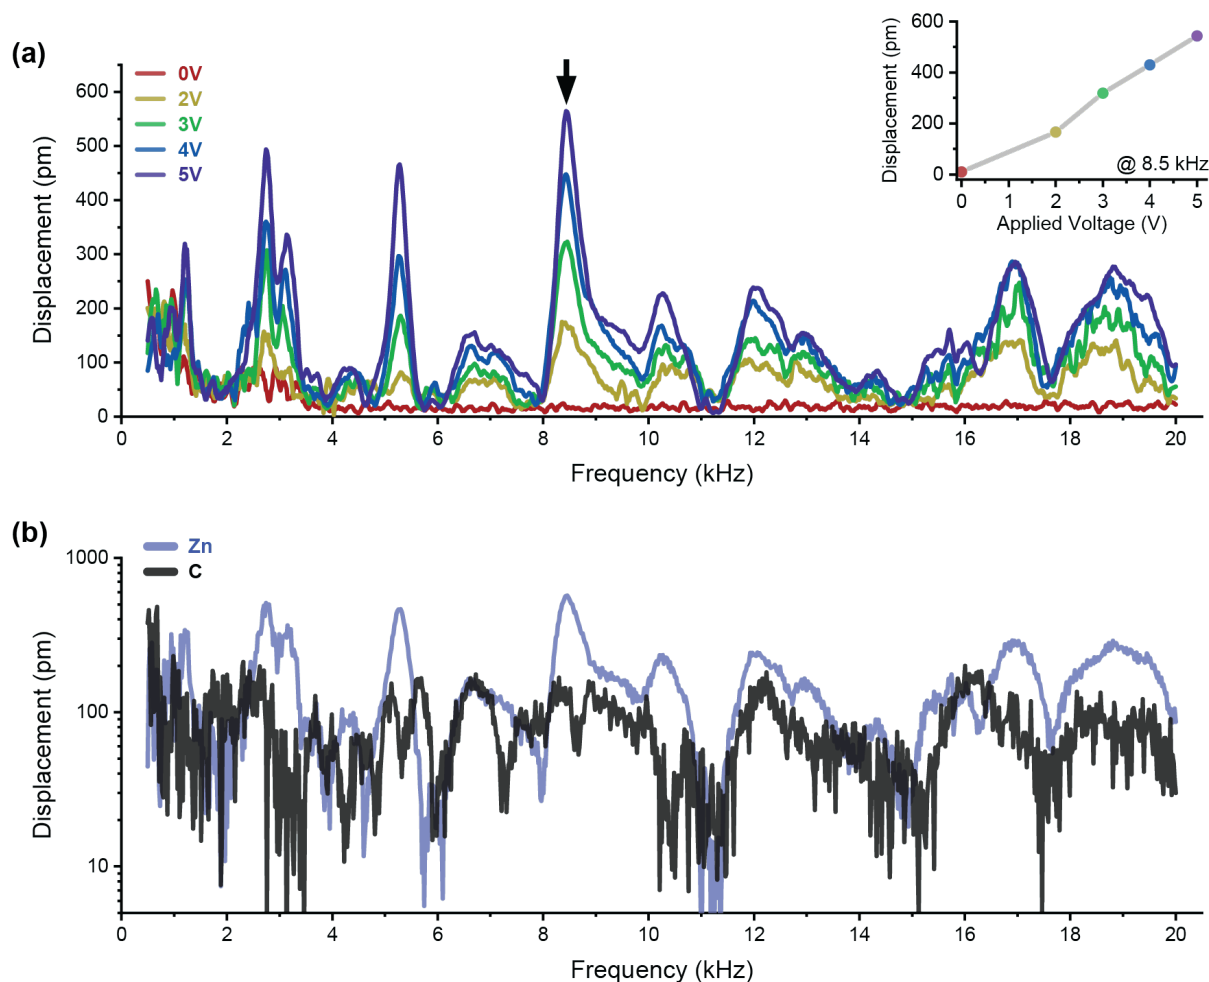 (a)
0V
2V
3V
4V
5V
600
500
400
300
200
100
0
Displacement (pm)
0 2 4 6 8 10 12 14 16 18 20
Frequency (kHz)
600
400
200
0
Displacement (pm)
@ 8.5 kHz
0 1 2 3 4 5
Applied Voltage (V)
(b)
Zn
C
1000
100
10
Displacement (pm)
0 2 4 6 8 10 12 14 16 18 20
Frequency (kHz)